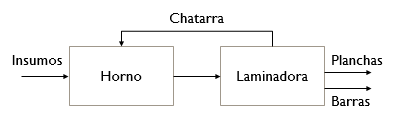 Chatarra
Insumos
Horno
Laminadora
Planchas
Barras